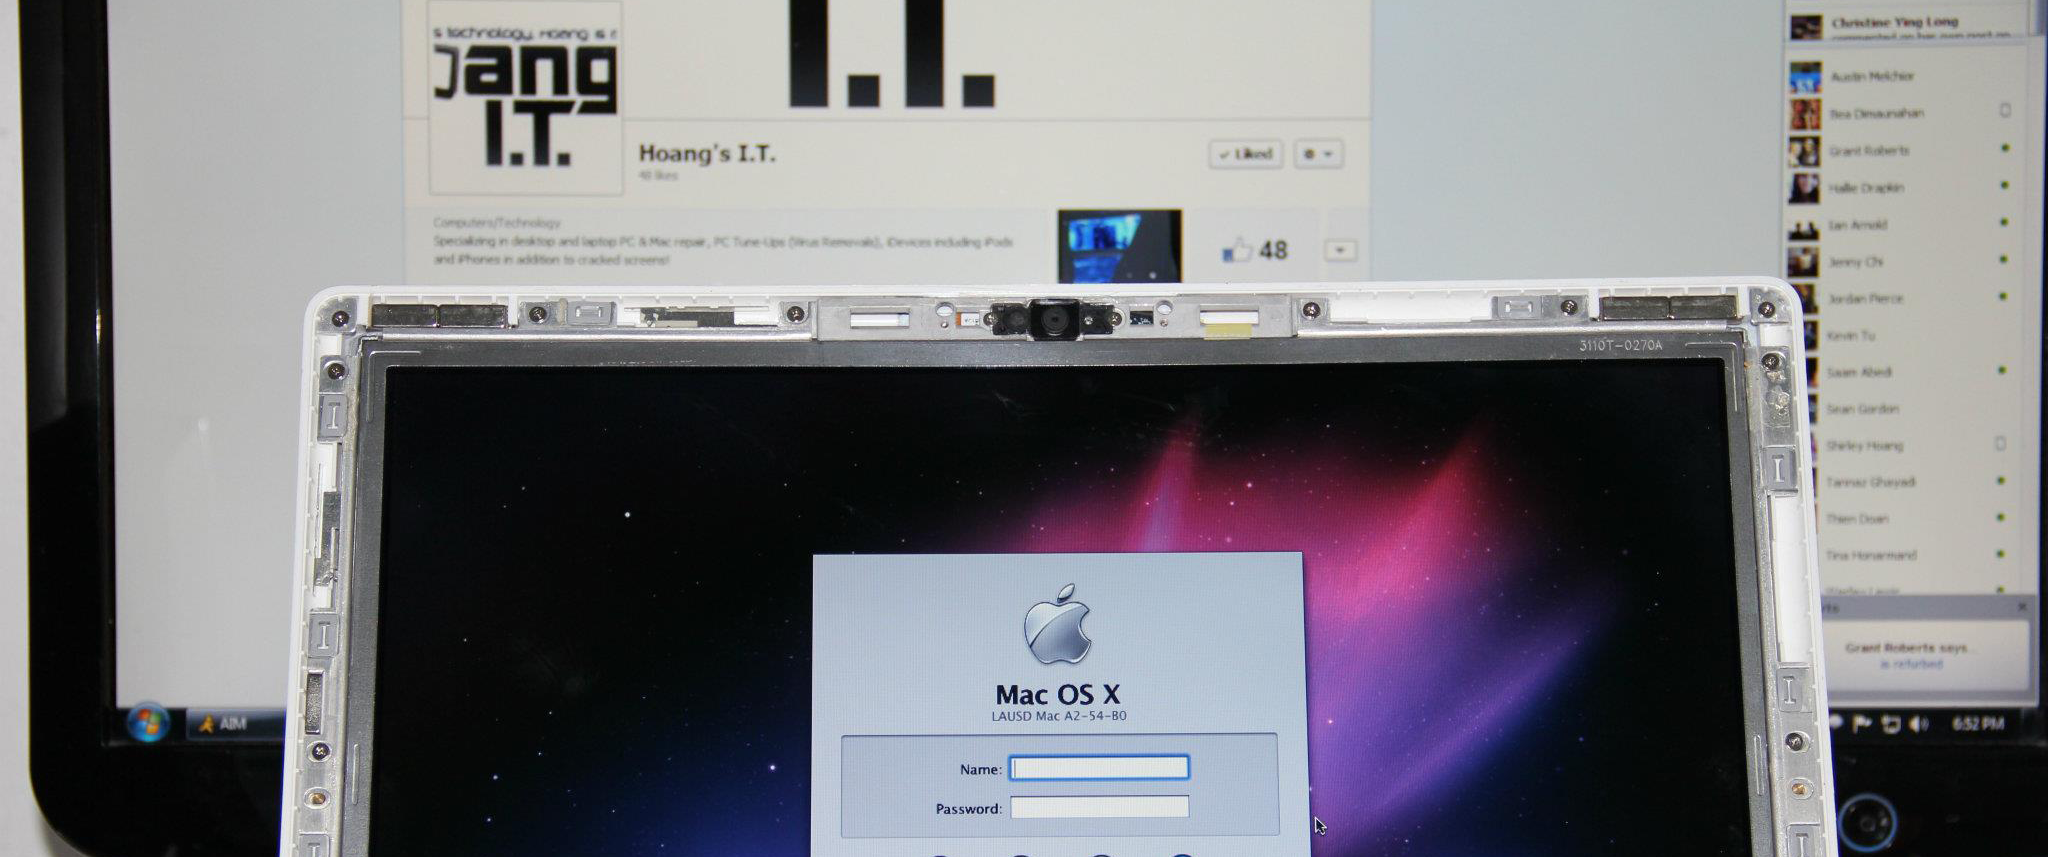 s technology, Hoang is
oang
I.T.
I.T.
Hoang's I.T.
48 likes
Liked
Computers/Technology
Specializing in desktop and laptop PC & Mac repair, PC Tune-Ups (Virus Removals), iDevices including iPods
and iPhones in addition to cracked screens!
48
Christine Ying Long
commented on her own post on
Austin Melchior
Bea Dimaunahan
Grant Roberts
Hallie Drapkin
Ian Arnold
Jenny Chi
Jordan Pierce
Kevin Tu
Saam Abedi
Sean Gordon
Shirley Hoang
Tannaz Ghayadi
Thien Doan
Tina Honarmand
Grant Roberts says...
is refurbed
AIM
6:52 PM
3110T-0270A
Mac OS X
LAUSD Mac A2-54-B0
Name:
Password: